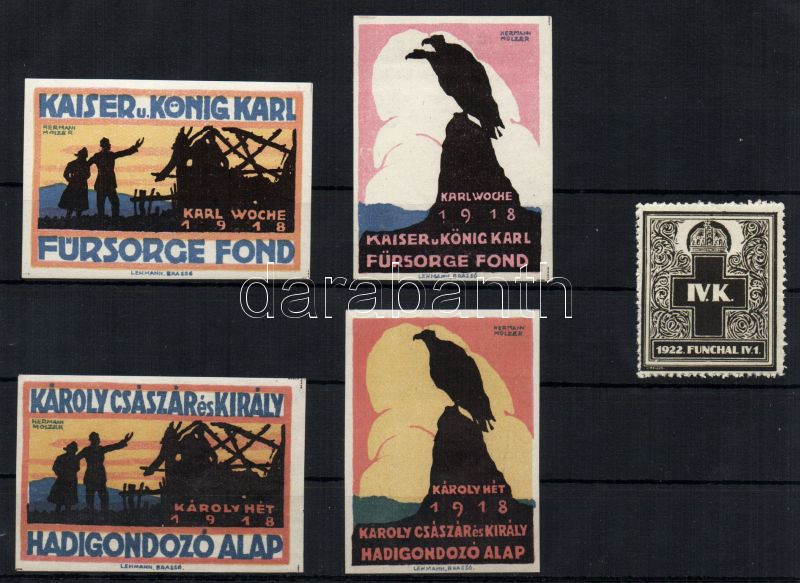 KAISER u. KÖNIG KARL
HERMANN
MOLZER
KARL WOCHE
1918
FÜRSORGE FOND
LEHMANN, BRASSÓ
HERMANN
MOLZER
KARLWOCHE
1918
KAISER u. KÖNIG KARL
FÜRSORGE FOND
LEHMANN, BRASSÓ
IV.K.
1922. FUNCHAL IV.1.
darabanth
KÁROLY CSÁSZÁR és KIRÁLY
HERMANN
MOLZER
KÁROLY HÉT
1918
HADIGONDOZÓ ALAP
LEHMANN, BRASSÓ.
HERMANN
MOLZER
KÁROLY HÉT
1918
KÁROLY CSÁSZÁR és KIRÁLY
HADIGONDOZÓ ALAP
LEHMANN, BRASSÓ.